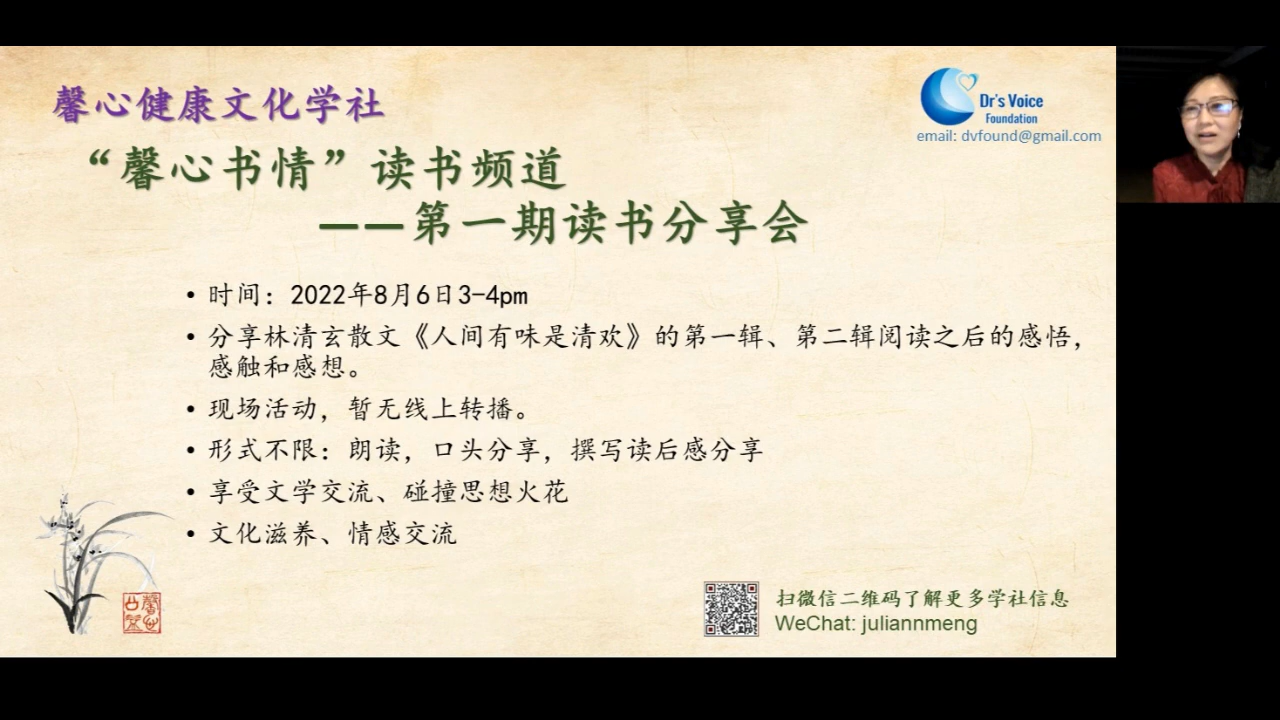 馨心健康文化学社
“馨心书情”读书频道
——第一期读书分享会
Dr's Voice
Foundation
email: dvfound@gmail.com
• 时间：2022年8月6日3-4pm
• 分享林清玄散文《人间有味是清欢》的第一辑、第二辑阅读之后的感悟，
感触和感想。
• 现场活动，暂无线上转播。
• 形式不限：朗读，口头分享，撰写读后感分享
• 享受文学交流、碰撞思想火花
• 文化滋养、情感交流
扫微信二维码了解更多学社信息
WeChat: juliannmeng